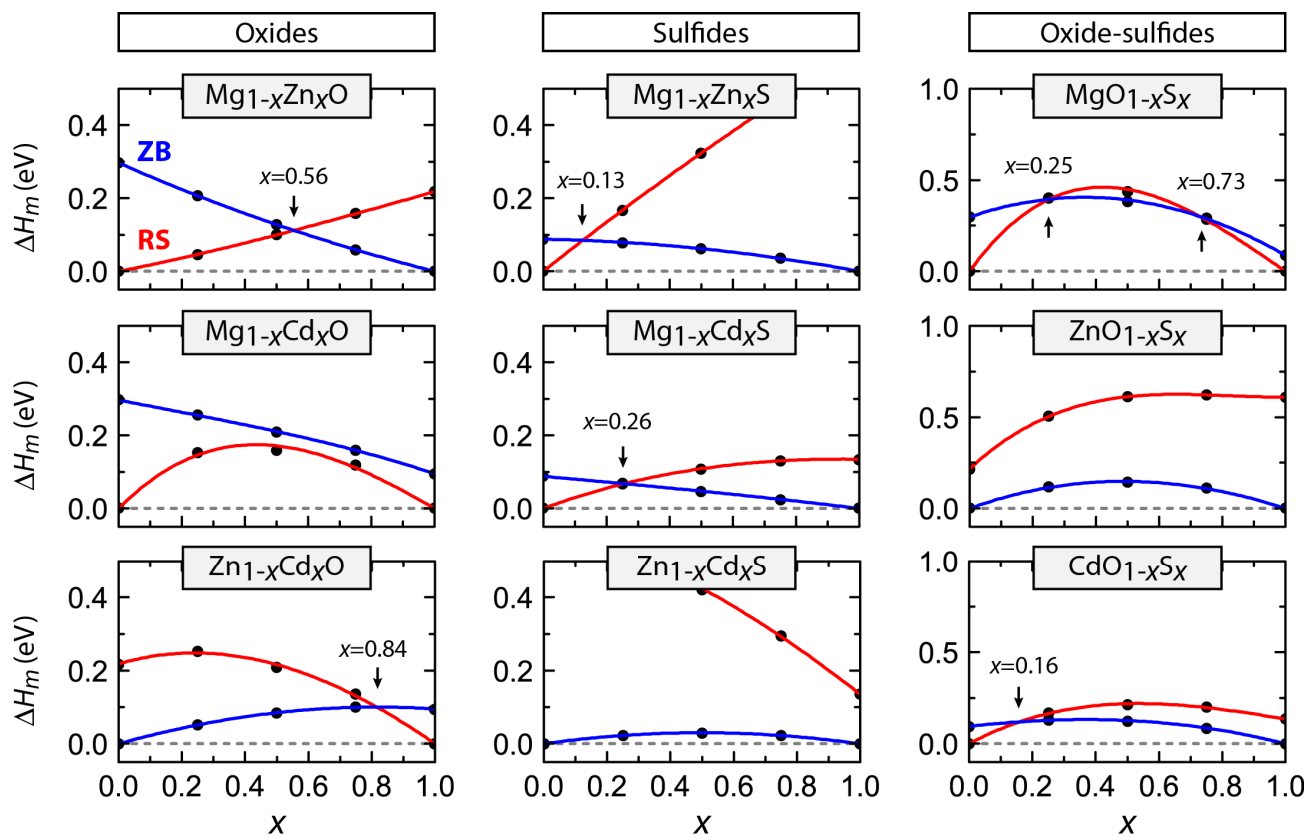 Oxides
Sulfides
Oxide-sulfides
Mg1-xZnxO
Mg1-xZnxS
MgO1-xSx
ΔHm (eV)
0.4
0.2
0.0
ZB
RS
x=0.56
0.4
0.2
0.0
x=0.13
1.0
0.5
0.0
x=0.25
x=0.73
Mg1-xCdxO
Mg1-xCdxS
ZnO1-xSx
ΔHm (eV)
0.4
0.2
0.0
0.4
0.2
0.0
x=0.26
1.0
0.5
0.0
Zn1-xCdxO
Zn1-xCdxS
CdO1-xSx
ΔHm (eV)
0.4
0.2
0.0
x=0.84
0.4
0.2
0.0
1.0
0.5
0.0
x=0.16
0.0 0.2 0.4 0.6 0.8 1.0
0.0 0.2 0.4 0.6 0.8 1.0
0.0 0.2 0.4 0.6 0.8 1.0
x
x
x